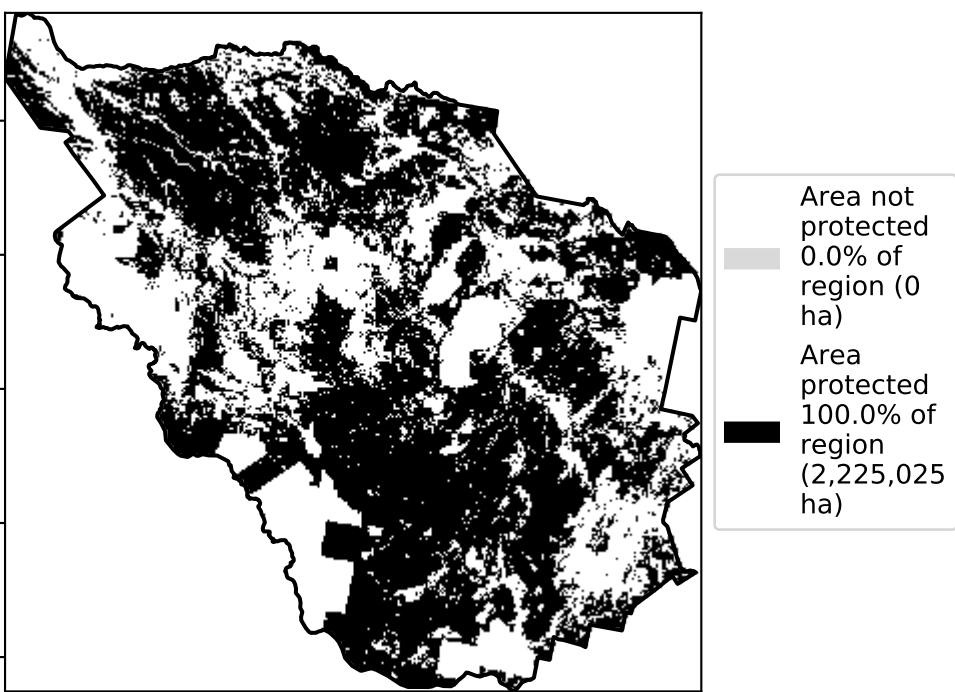 Area not
protected
0.0% of
region (0
ha)
Area
protected
100.0% of
region
(2,225,025
ha)